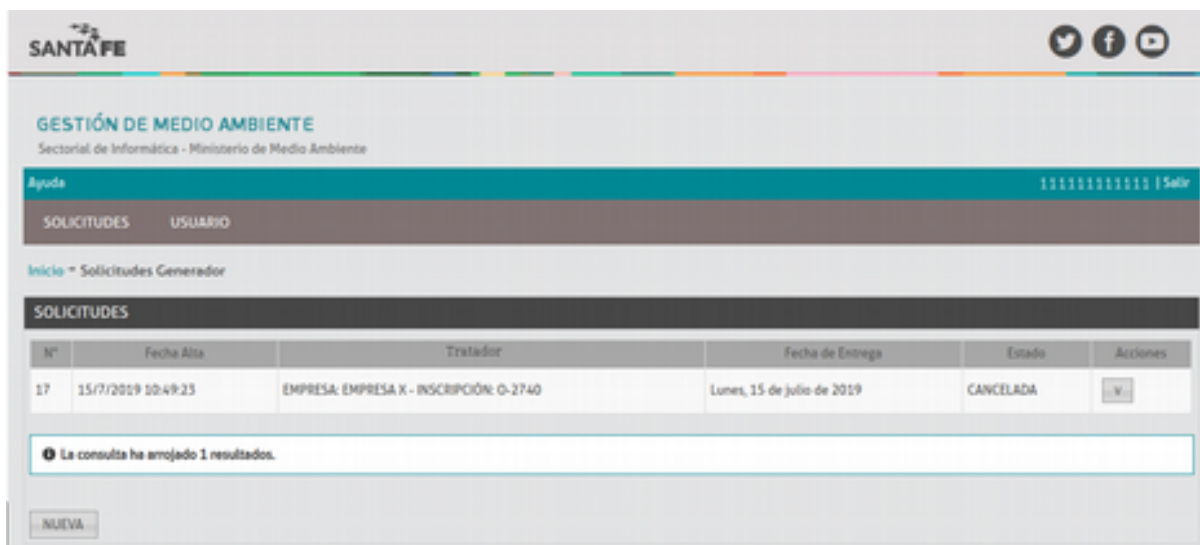 SANTA FE
GESTIÓN DE MEDIO AMBIENTE
Sectorial de Informática - Ministerio de Medio Ambiente
Ayuda 111111111111 | Salir
SOLICITUDES USUARIO
Inicio - Solicitudes Generador
SOLICITUDES
N° Fecha Alta Tratador Fecha de Entrega Estado Acciones
17 15/7/2019 10:49:23 EMPRESA: EMPRESA X - INSCRIPCIÓN: O-2740 Lunes, 15 de julio de 2019 CANCELADA V
La consulta ha arrojado 1 resultados.
NUEVA